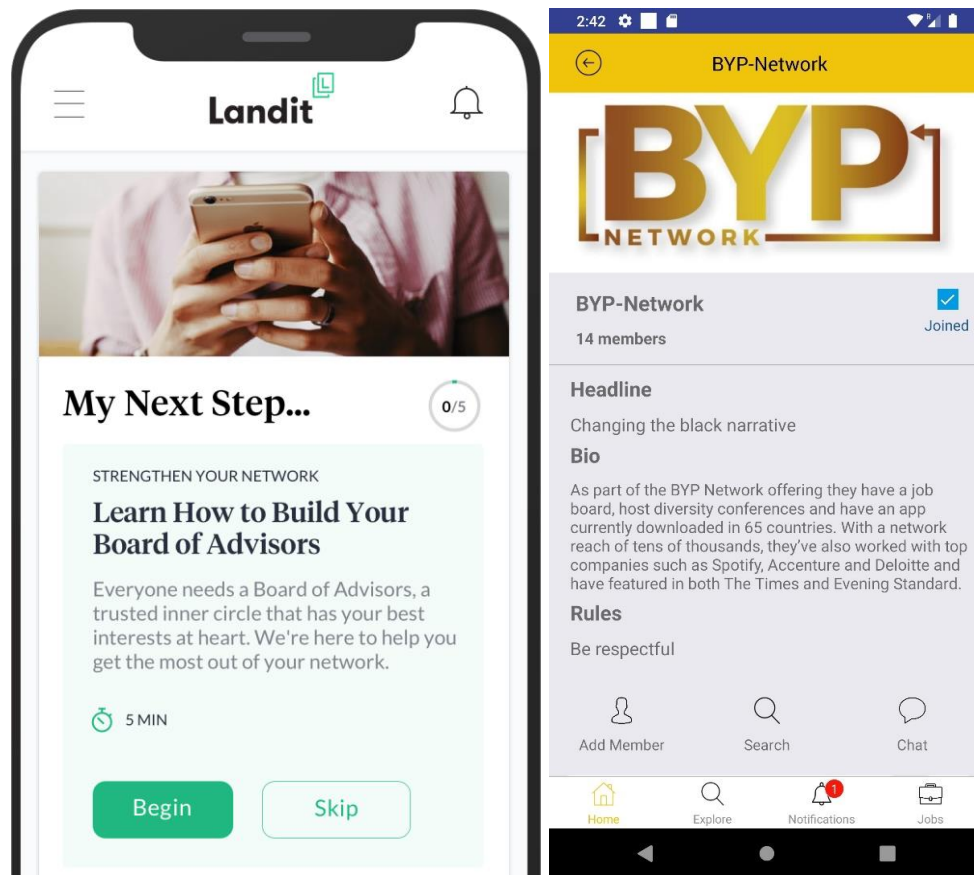 Landit
L
My Next Step...
0/5
STRENGTHEN YOUR NETWORK
Learn How to Build Your
Board of Advisors
Everyone needs a Board of Advisors, a
trusted inner circle that has your best
interests at heart. We're here to help you
get the most out of your network.
5 MIN
Begin
Skip
2:42
R
BYP-Network
BYP
NETWORK
BYP-Network
Joined
14 members
Headline
Changing the black narrative
Bio
As part of the BYP Network offering they have a job
board, host diversity conferences and have an app
currently downloaded in 65 countries. With a network
reach of tens of thousands, they've also worked with top
companies such as Spotify, Accenture and Deloitte and
have featured in both The Times and Evening Standard.
Rules
Be respectful
Add Member
Search
Chat
1
Home
Explore
Notifications
Jobs